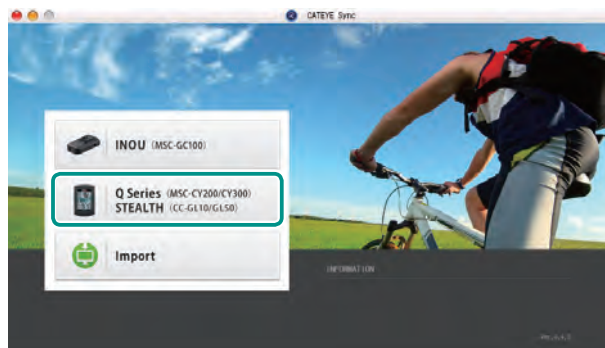 CATEYE Sync
INOU (MSC-GC100)
Q Series (MSC-CY200/CY300)
STEALTH (CC-GL10/GL50)
Import
INFORMATION